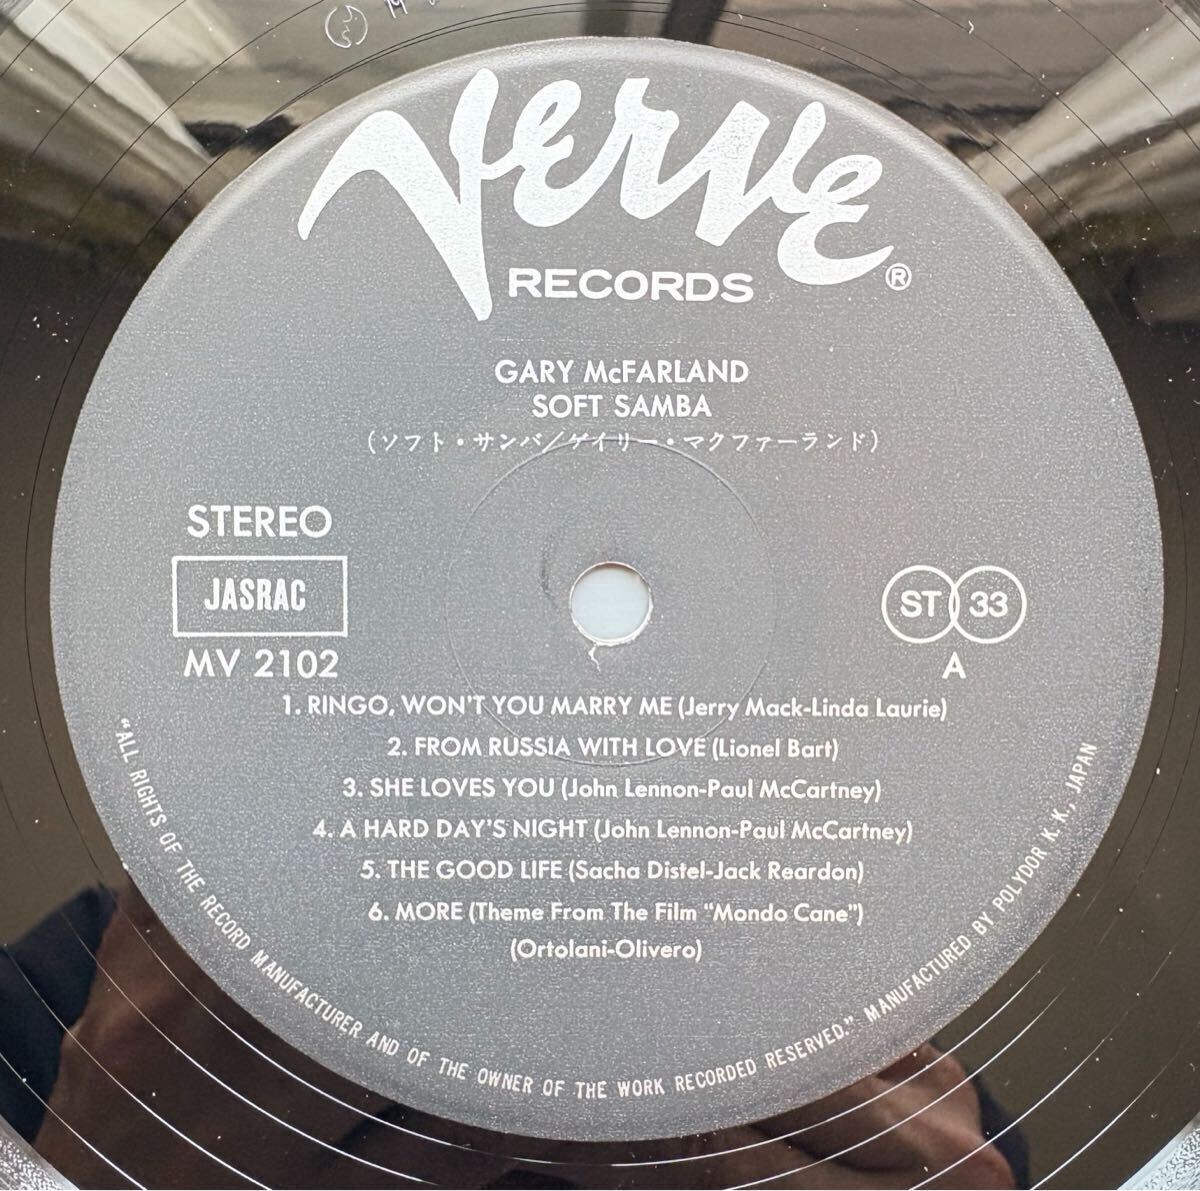 Verve
RECORDS ®
GARY McFARLAND
SOFT SAMBA
(ソフト・サンバ/ゲイリー・マクファーランド)
STEREO
JASRAC
MV 2102
ST 33
A
1. RINGO, WON'T YOU MARRY ME (Jerry Mack-Linda Laurie)
2. FROM RUSSIA WITH LOVE (Lionel Bart)
3. SHE LOVES YOU (John Lennon-Paul McCartney)
4. A HARD DAY'S NIGHT (John Lennon-Paul McCartney)
5. THE GOOD LIFE (Sacha Distel-Jack Reardon)
6. MORE (Theme From The Film "Mondo Cane")
(Ortolani-Olivero)
"ALL RIGHTS OF THE RECORD MANUFACTURER AND OF THE OWNER OF THE WORK RECORDED RESERVED." MANUFACTURED BY POLYDOR K. K., JAPAN